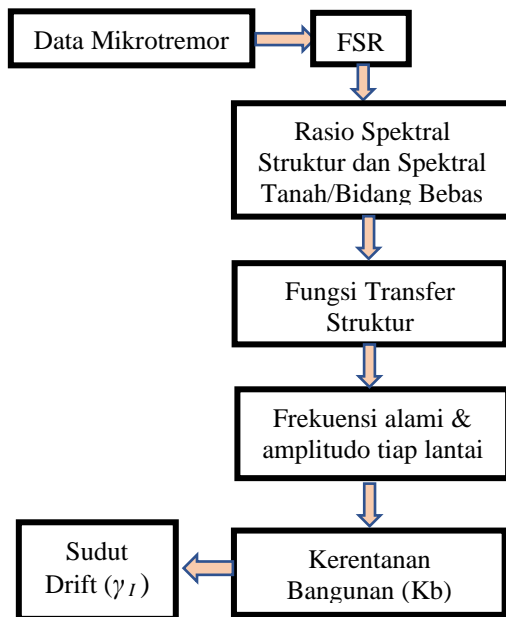 Data Mikrotremor
FSR
Rasio Spektral
Struktur dan Spektral
Tanah/Bidang Bebas
Fungsi Transfer
Struktur
Frekuensi alami &
amplitudo tiap lantai
Kerentanan
Bangunan (Kb)
Sudut
Drift (γ_I)